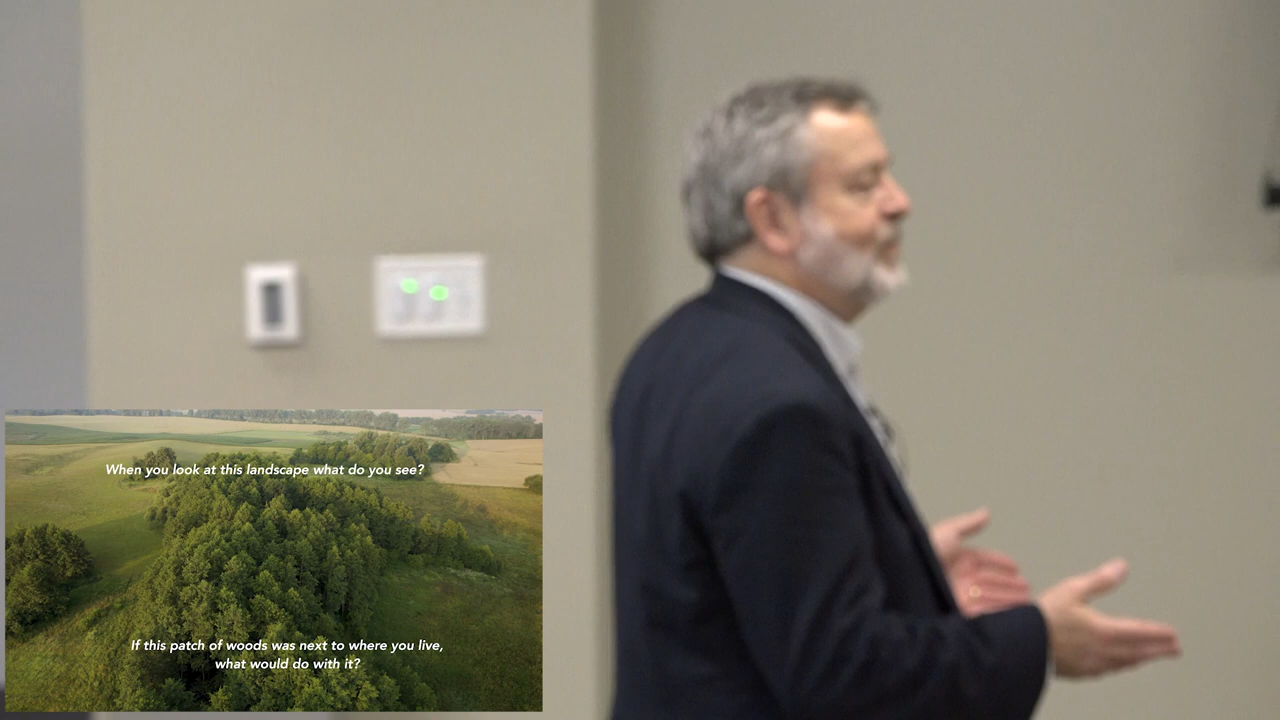 When you look at this landscape what do you see?
If this patch of woods was next to where you live,
what would do with it?